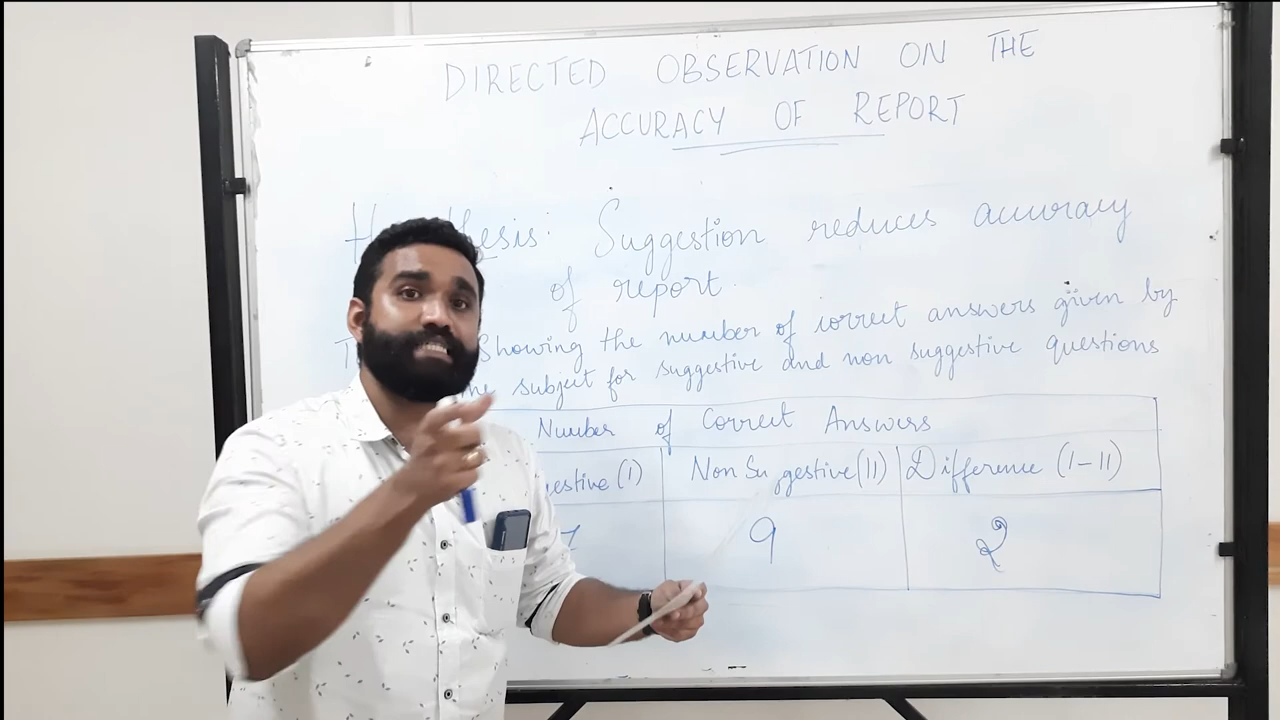 DIRECTED OBSERVATION ON THE
ACCURACY OF REPORT
Suggestion reduces accuracy
of report.
Showing the number of correct answers given by
subject for suggestive and non suggestive questions
Number of Correct Answers
estive (I) Non Suggestive (II) Difference (I-II)
7 9 2